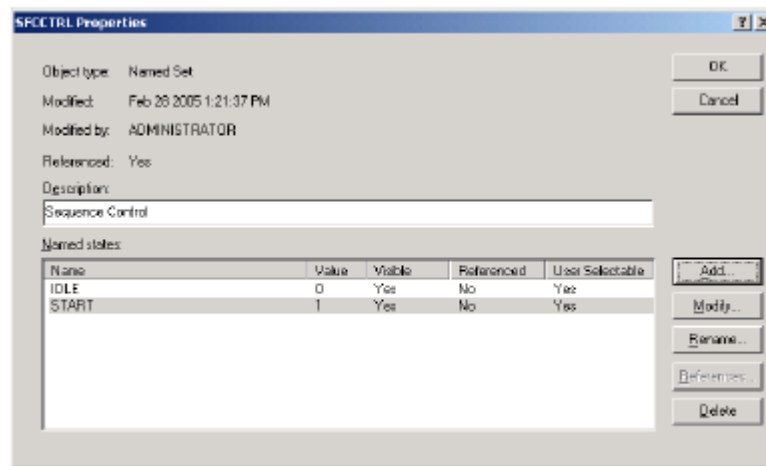 SFCCTRL Properties
Object type: Named Set
OK
Modified: Feb 28 2005 1:21:37 PM
Cancel
Modified by: ADMINISTRATOR
Referenced: Yes
Description:
Sequence Control
Named states:
Name Value Visible Referenced User Selectable
IDLE 0 Yes No Yes
START 1 Yes No Yes
Add...
Modify...
Rename...
References...
Delete